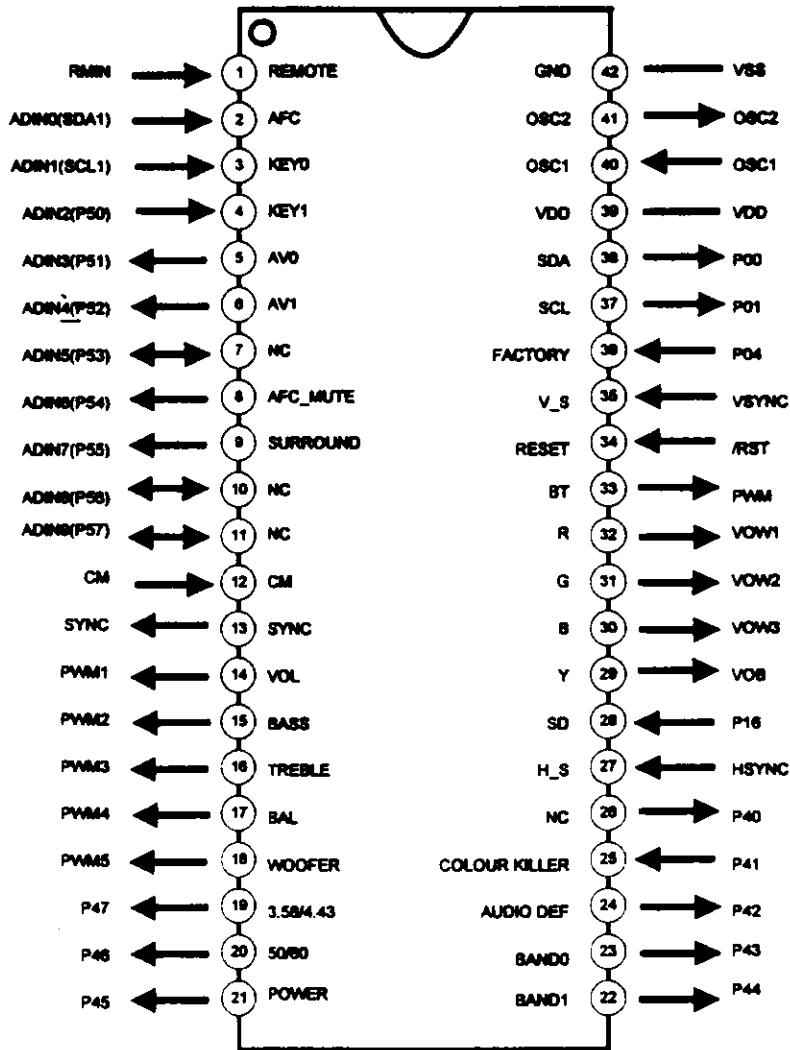 RMIN 1 REMOTE GND 42 VSS
ADIN0(SDA1) 2 AFC OSC2 41 OSC2
ADIN1(SCL1) 3 KEY0 OSC1 40 OSC1
ADIN2(P50) 4 KEY1 VDD 39 VDD
ADIN3(P51) 5 AV0 SDA 38 P00
ADIN4(P52) 6 AV1 SCL 37 P01
ADIN5(P53) 7 NC FACTORY 36 P04
ADIN6(P54) 8 AFC_MUTE V_S 35 VSYNC
ADIN7(P55) 9 SURROUND RESET 34 /RST
ADIN8(P56) 10 NC BT 33 PWM
ADIN9(P57) 11 NC R 32 VOW1
CM 12 CM G 31 VOW2
SYNC 13 SYNC B 30 VOW3
PWM1 14 VOL Y 29 VOB
PWM2 15 BASS SD 28 P16
PWM3 16 TREBLE H_S 27 HSYNC
PWM4 17 BAL NC 26 P40
PWM5 18 WOOFER COLOUR KILLER 25 P41
P47 19 3.58/4.43 AUDIO DEF 24 P42
P46 20 50/60 BAND0 23 P43
P45 21 POWER BAND1 22 P44